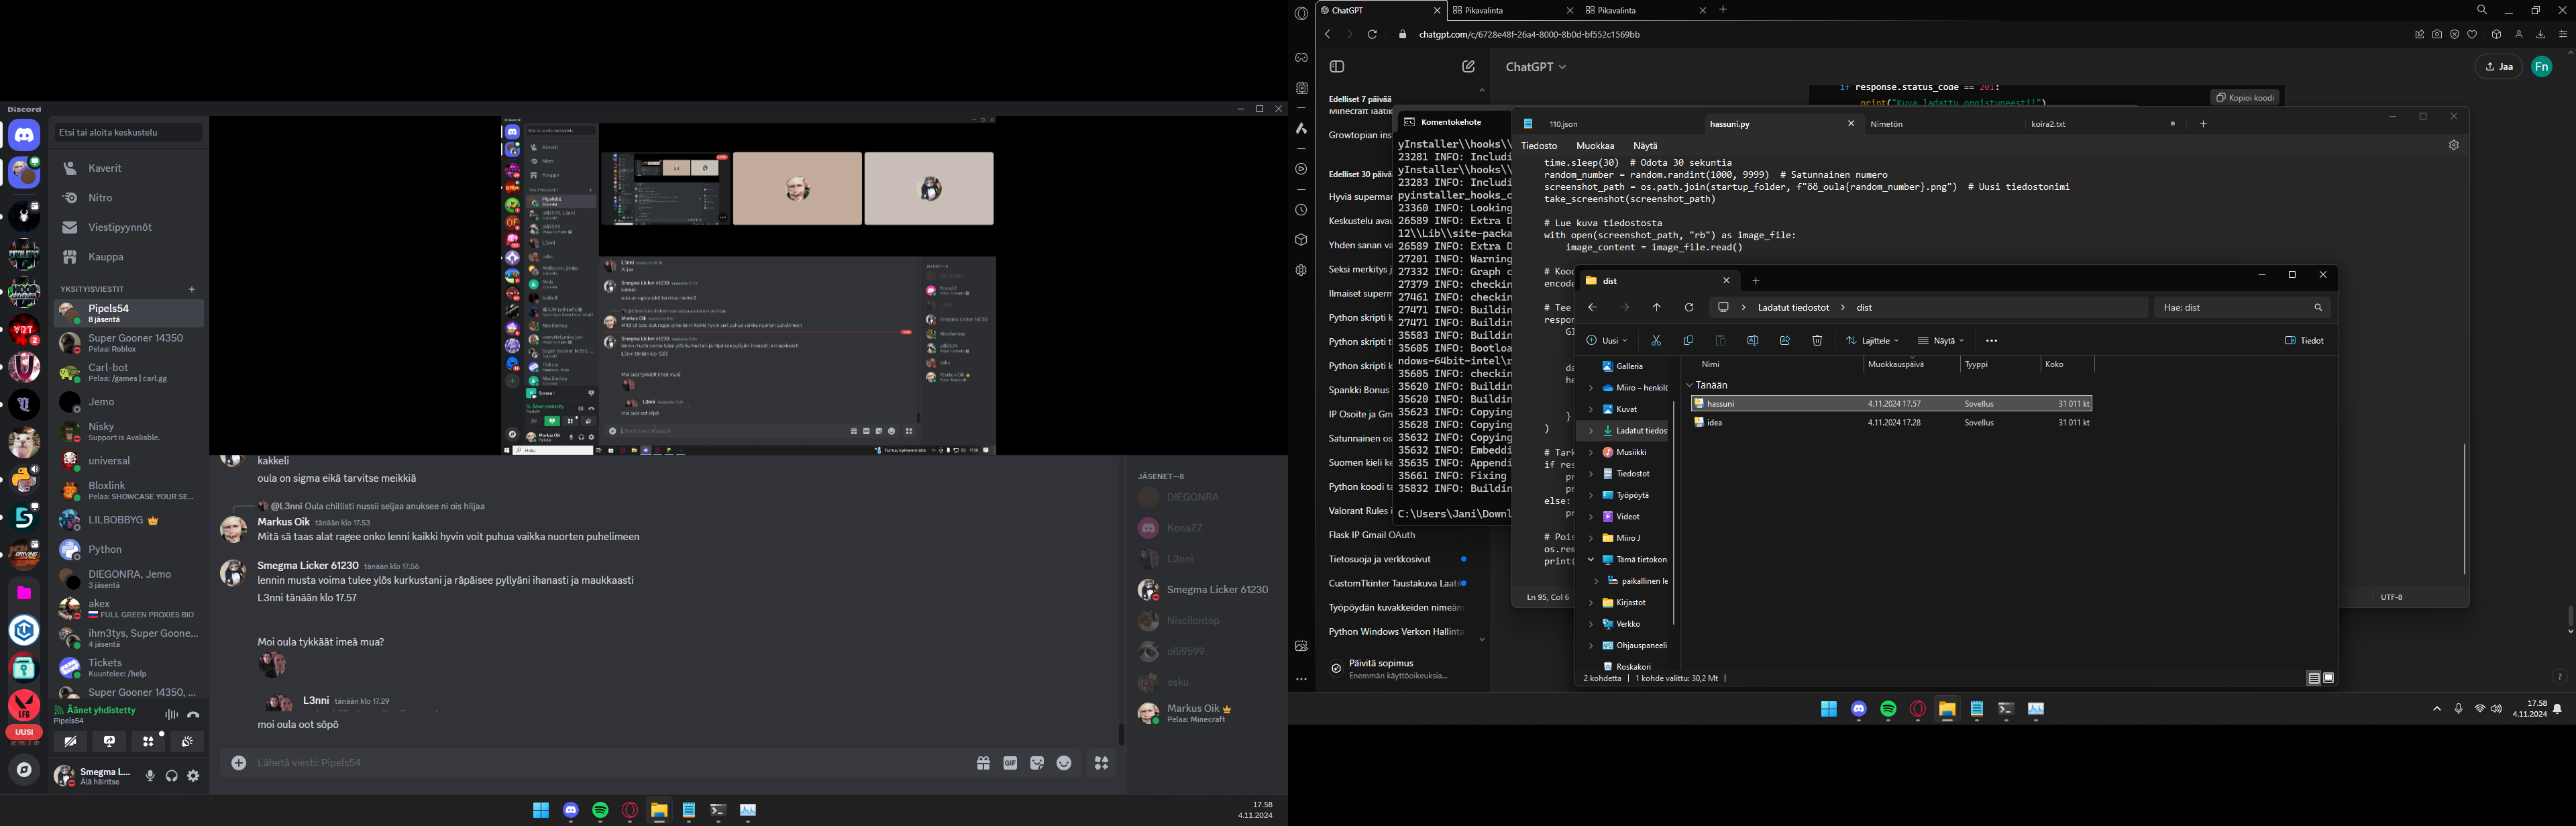 Discord
Etsi tai aloita keskustelu
Kaverit
Nitro
Viestipyynnöt
Kauppa
YKSITYISVIESTIT
Pipels54
8 jäsentä
Super Gooner 14350
Pelaa: Roblox
Carl-bot
Pelaa: /games | carl.gg
Jemo
Nisky
Support is Avaliable.
universal
Bloxlink
Pelaa: SHOWCASE YOUR SE...
LILBOBBYG
Python
DIEGONRA, Jemo
3 jäsentä
akex
FULL GREEN PROXIES BIO
ihm3tys, Super Goone...
4 jäsentä
Tickets
Kuuntelee: /help
Super Gooner 14350, ...
Äänet yhdistetty
Pipels54
UUSI
Smegma L...
Älä häiritse
kakkeli
oula on sigma eikä tarvitse meikkiä
@L3nni Oula chillisti nussii seljaa anukseen ni ois hiljaa
Markus Oik tänään klo 17.53
Mitä sä taas alat ragee onko lenni kaikki hyvin voit puhua vaikka nuorten puhelimeen
Smegma Licker 61230 tänään klo 17.56
lennin musta voima tulee ylös kurkustani ja räpäisee pyllyäni ihanasti ja maukkaasti
L3nni tänään klo 17.57
Moi oula tykkäät imeä mua?
L3nni tänään klo 17.29
moi oula oot söpö
Lähetä viesti: Pipels54
JÄSENET—8
DIEGONRA
KonaZZ
L3nni
Smegma Licker 61230
Niscilontop
olli9599
osku
Markus Oik
Pelaa: Minecraft
17.58
4.11.2024
ChatGPT
Pikavalinta
Pikavalinta
chatgpt.com/c/6728e48f-26a4-8000-8b0d-bf552c1569bb
ChatGPT
Jaa
Fn
Edelliset 7 päivää
Growtopian ins
Edelliset 30 päivä
Hyviä superman
Keskustelu avau
Yhden sanan va
Seksi merkitys j
Ilmaiset superm
Python skripti k
Python skripti ti
Python skripti k
Spankki Bonus
IP Osoite ja Gm
Satunnainen os
Suomen kieli ke
Python koodi ta
Valorant Rules i
Flask IP Gmail OAuth
Tietosuoja ja verkkosivut
CustomTkinter Taustakuva Laati
Työpöydän kuvakkeiden nimeäm
Python Windows Verkon Hallinta
Päivitä sopimus
Enemmän käyttöoikeuksia...
if response.status_code == 201:
print("Kuva ladattu onnistuneesti!")
Kopioi koodi
Komentokehote
yInstaller\\hooks\\
23281 INFO: Includi
yInstaller\\hooks\\
23283 INFO: Includi
pyinstaller_hooks_c
23360 INFO: Looking
26589 INFO: Extra D
12\\Lib\\site-packa
26589 INFO: Extra D
27201 INFO: Warning
27332 INFO: Graph c
27379 INFO: checkin
27461 INFO: checkin
27471 INFO: Buildin
27471 INFO: Buildin
35583 INFO: Buildin
35605 INFO: Bootloa
ndows-64bit-intel\r
35605 INFO: checkin
35620 INFO: Buildin
35620 INFO: Buildin
35623 INFO: Copying
35628 INFO: Copying
35632 INFO: Copying
35632 INFO: Embeddi
35635 INFO: Appendi
35661 INFO: Fixing
35832 INFO: Buildin
C:\Users\Jani\Downl
110.json
hassuni.py
Nimetön
koira2.txt
Tiedosto
Muokkaa
Näytä
time.sleep(30) # Odota 30 sekuntia
random_number = random.randint(1000, 9999) # Satunnainen numero
screenshot_path = os.path.join(startup_folder, f"öö_oula{random_number}.png") # Uusi tiedostonimi
take_screenshot(screenshot_path)
# Lue kuva tiedostosta
with open(screenshot_path, "rb") as image_file:
image_content = image_file.read()
# Kood
encode
# Tee
respon
GI
da
he
}
)
# Tark
if res
pr
pr
else:
pr
# Pois
os.rem
print(
Ln 95, Col 6
UTF-8
dist
Ladatut tiedostot
dist
Hae: dist
Uusi
Lajittele
Näytä
Tiedot
Galleria
Miiro – henkilö
Kuvat
Ladatut tiedos
Musiikki
Tiedostot
Työpöytä
Videot
Miiro J
Tämä tietokon
paikallinen le
Kirjastot
Verkko
Ohjauspaneeli
Roskakori
Nimi
Muokkauspäivä
Tyyppi
Koko
Tänään
hassuni 4.11.2024 17.57 Sovellus 31 011 kt
idea 4.11.2024 17.28 Sovellus 31 011 kt
2 kohdetta
1 kohde valittu: 30,2 Mt
17.58
4.11.2024